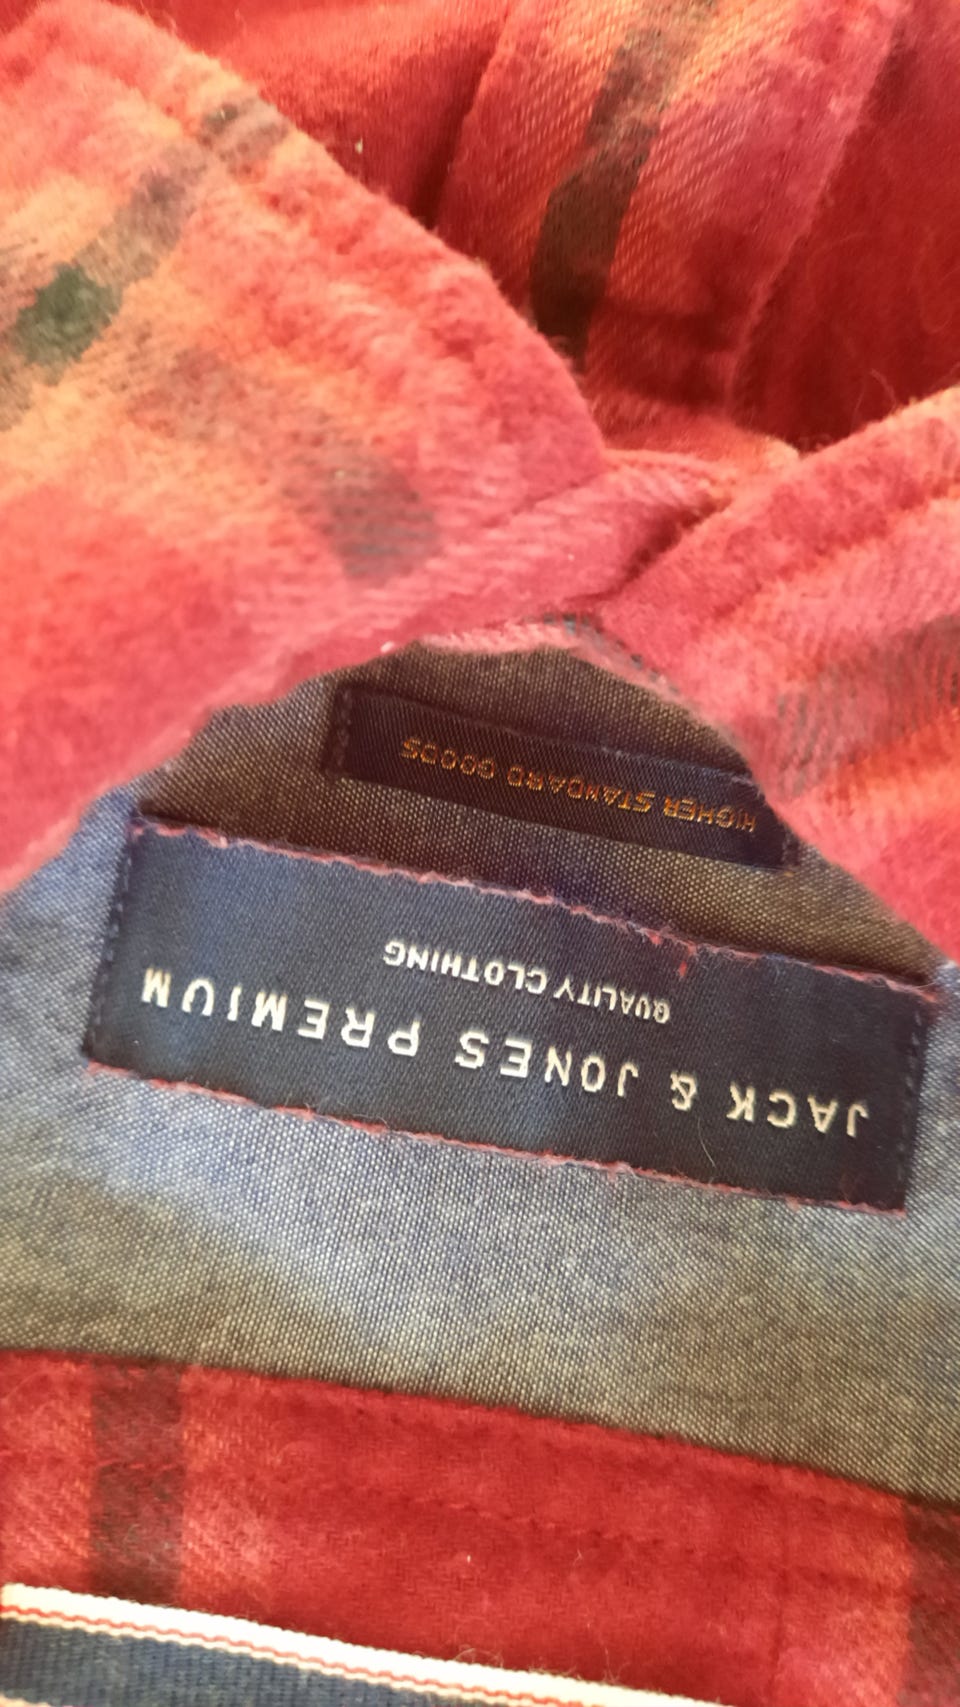 JACK & JONES PREMIUM
QUALITY CLOTHING
HIGHER STANDARD GOODS